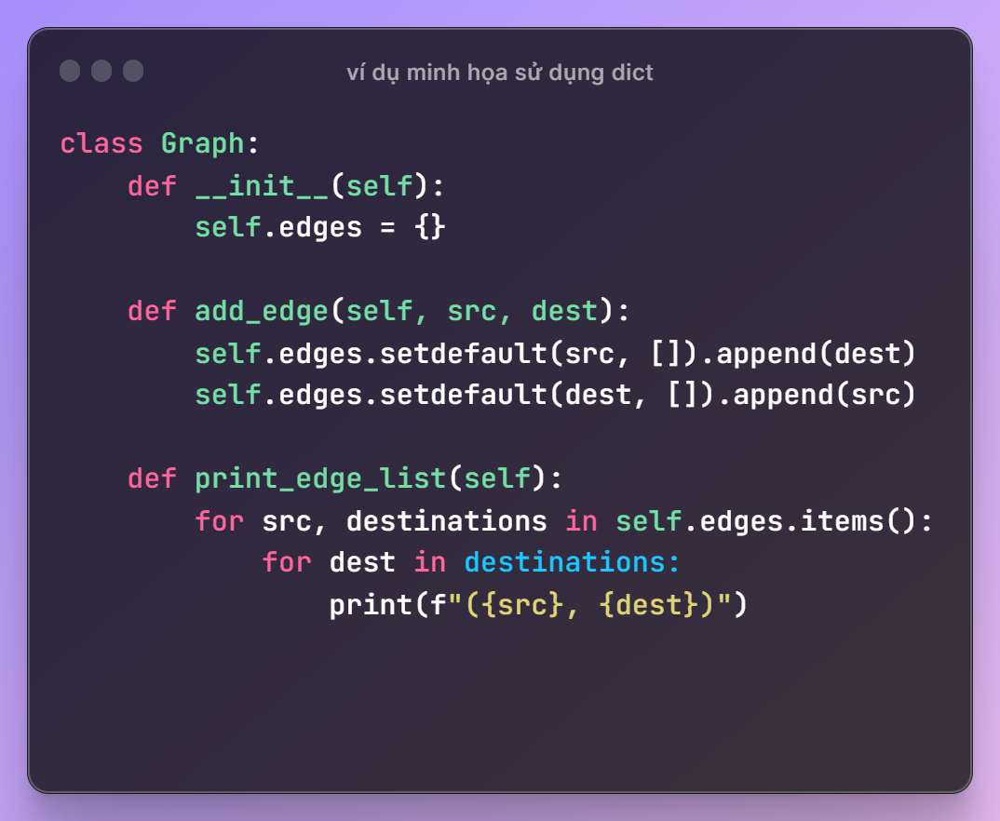 ví dụ minh họa sử dụng dict
class Graph:
    def __init__(self):
        self.edges = {}

    def add_edge(self, src, dest):
        self.edges.setdefault(src, []).append(dest)
        self.edges.setdefault(dest, []).append(src)

    def print_edge_list(self):
        for src, destinations in self.edges.items():
            for dest in destinations:
                print(f"({src}, {dest})")